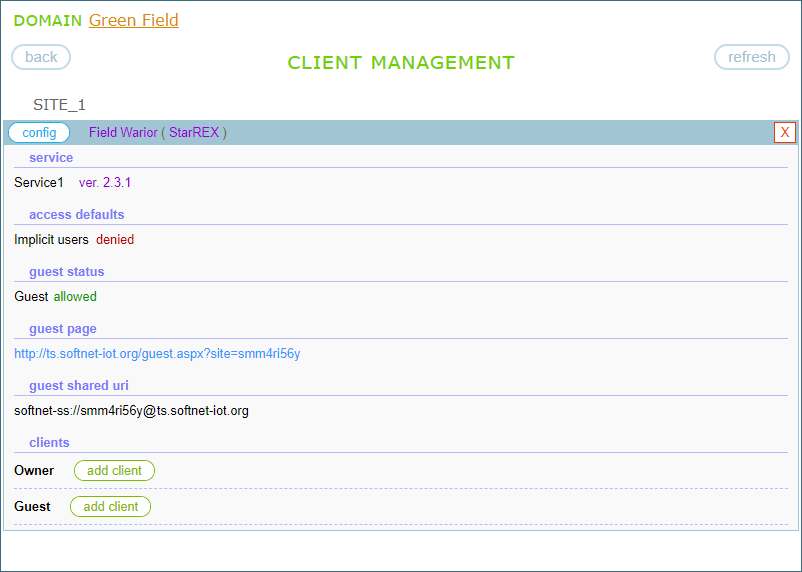 DOMAIN Green Field
back
CLIENT MANAGEMENT
refresh
SITE_1
config Field Warior ( StarREX ) X
service
Service1 ver. 2.3.1
access defaults
Implicit users denied
guest status
Guest allowed
guest page
http://ts.softnet-iot.org/guest.aspx?site=smm4ri56y
guest shared uri
softnet-ss://smm4ri56y@ts.softnet-iot.org
clients
Owner add client
Guest add client